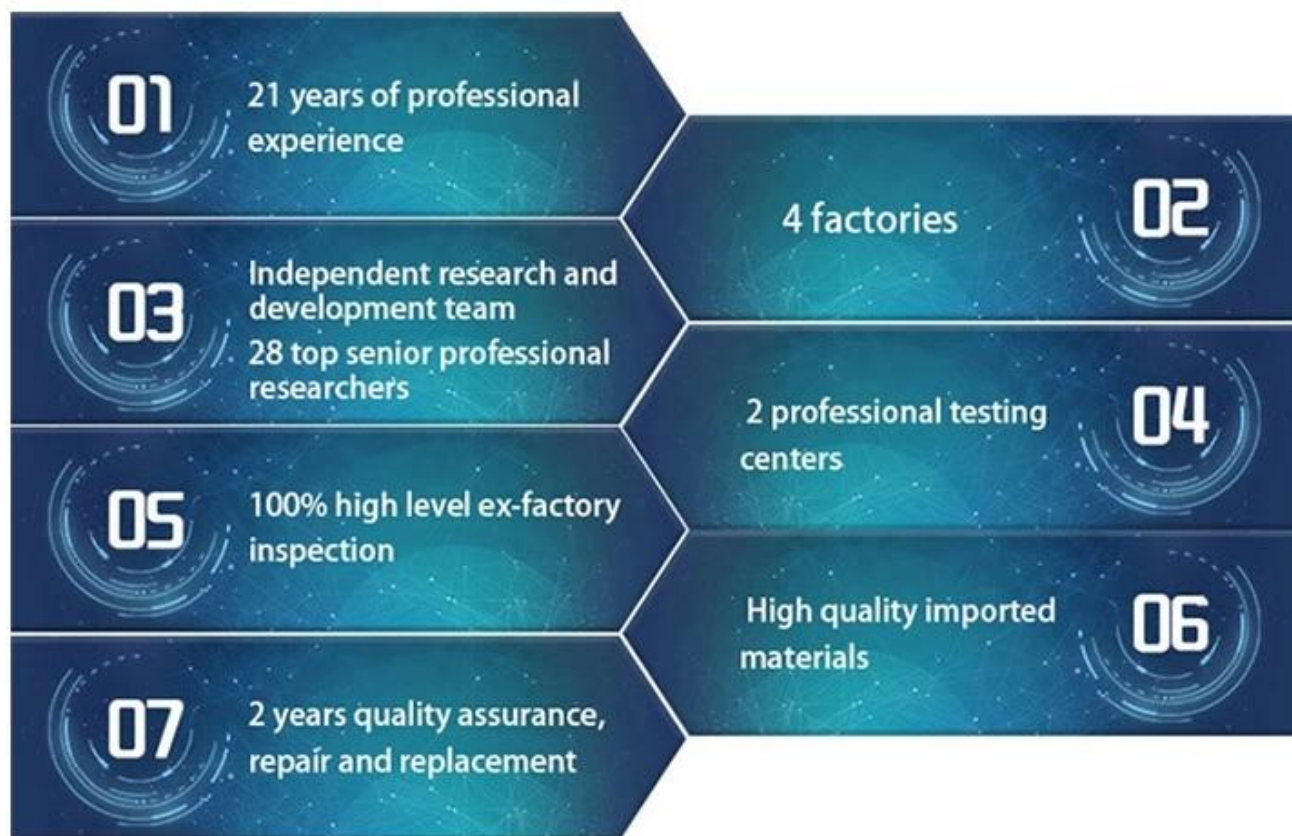 01
21 years of professional
experience
02
4 factories
03
Independent research and
development team
28 top senior professional
researchers
04
2 professional testing
centers
05
100% high level ex-factory
inspection
06
High quality imported
materials
07
2 years quality assurance,
repair and replacement